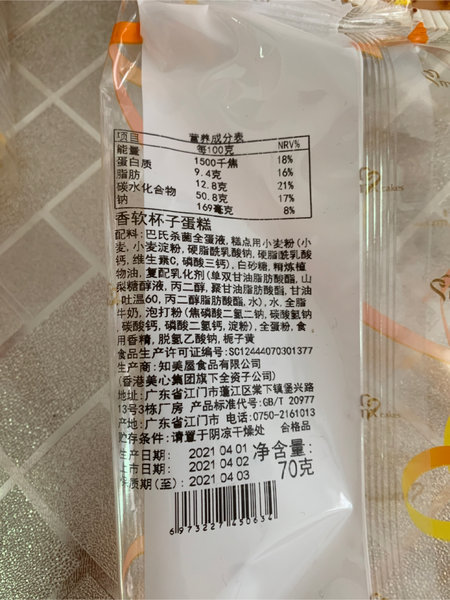 项目 营养成分表 NRV%
每100克
能量 1500千焦 18%
蛋白质 9.4克 16%
脂肪 12.8克 21%
碳水化合物 50.8克 17%
钠 169毫克 8%
香软杯子蛋糕
配料: 巴氏杀菌全蛋液, 糕点用小麦粉(小
麦, 小麦淀粉, 硬脂酰乳酸钠, 硬脂酰乳酸
钙, 维生素C, 磷酸三钙), 白砂糖, 精炼植
物油, 复配乳化剂(单双甘油脂肪酸酯, 山
梨糖醇液, 丙二醇, 聚甘油脂肪酸酯, 甘油
吐温60, 丙二醇脂肪酸酯, 水), 水, 全脂
牛奶, 泡打粉(焦磷酸二氢二钠, 碳酸氢钠
碳酸钙, 磷酸二氢钙, 淀粉), 全蛋粉, 食
用香精, 脱氢乙酸钠, 栀子黄
食品生产许可证编号:SC12444070301377
生产商: 知美屋食品有限公司
(香港美心集团旗下全资子公司)
地址:广东省江门市蓬江区棠下镇堡兴路
13号3栋厂房 产品标准代号:GB/T 20977
产地: 广东省江门市 电话:0750-2161013
贮存条件:请置于阴凉干燥处 合格品
生产日期: 2021 04 01 净含量:
上市日期: 2021 04 02 70克
保质期(至): 2021 04 03
6973227450634
cakes